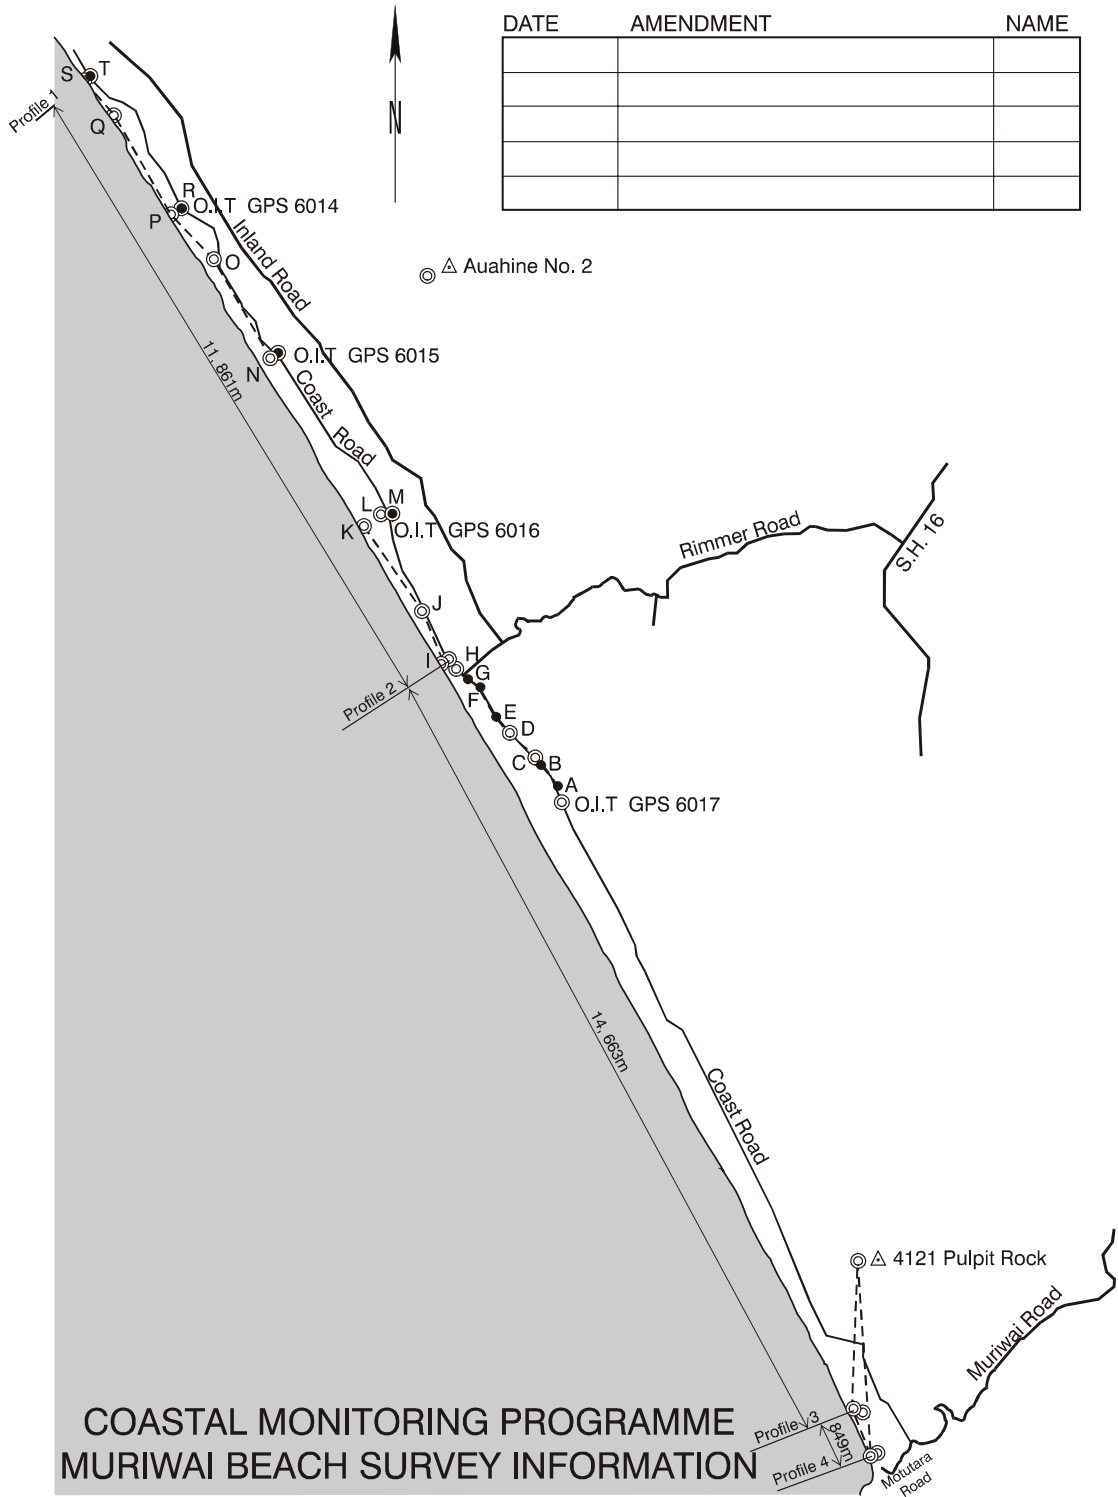 DATE AMENDMENT NAME
S T
Profile 1
Q
N
R
O.I.T GPS 6014
P
Inland Road
O
Auahine No. 2
O.I.T GPS 6015
N
11, 861m
Coast Road
M
L
K
O.I.T GPS 6016
Rimmer Road
S.H. 16
J
H
I
G
Profile 2
F
E
D
C B
A
O.I.T GPS 6017
14, 663m
Coast Road
4121 Pulpit Rock
Muriwai Road
COASTAL MONITORING PROGRAMME
MURIWAI BEACH SURVEY INFORMATION
Profile 3
849m
Profile 4
Motutara
Road